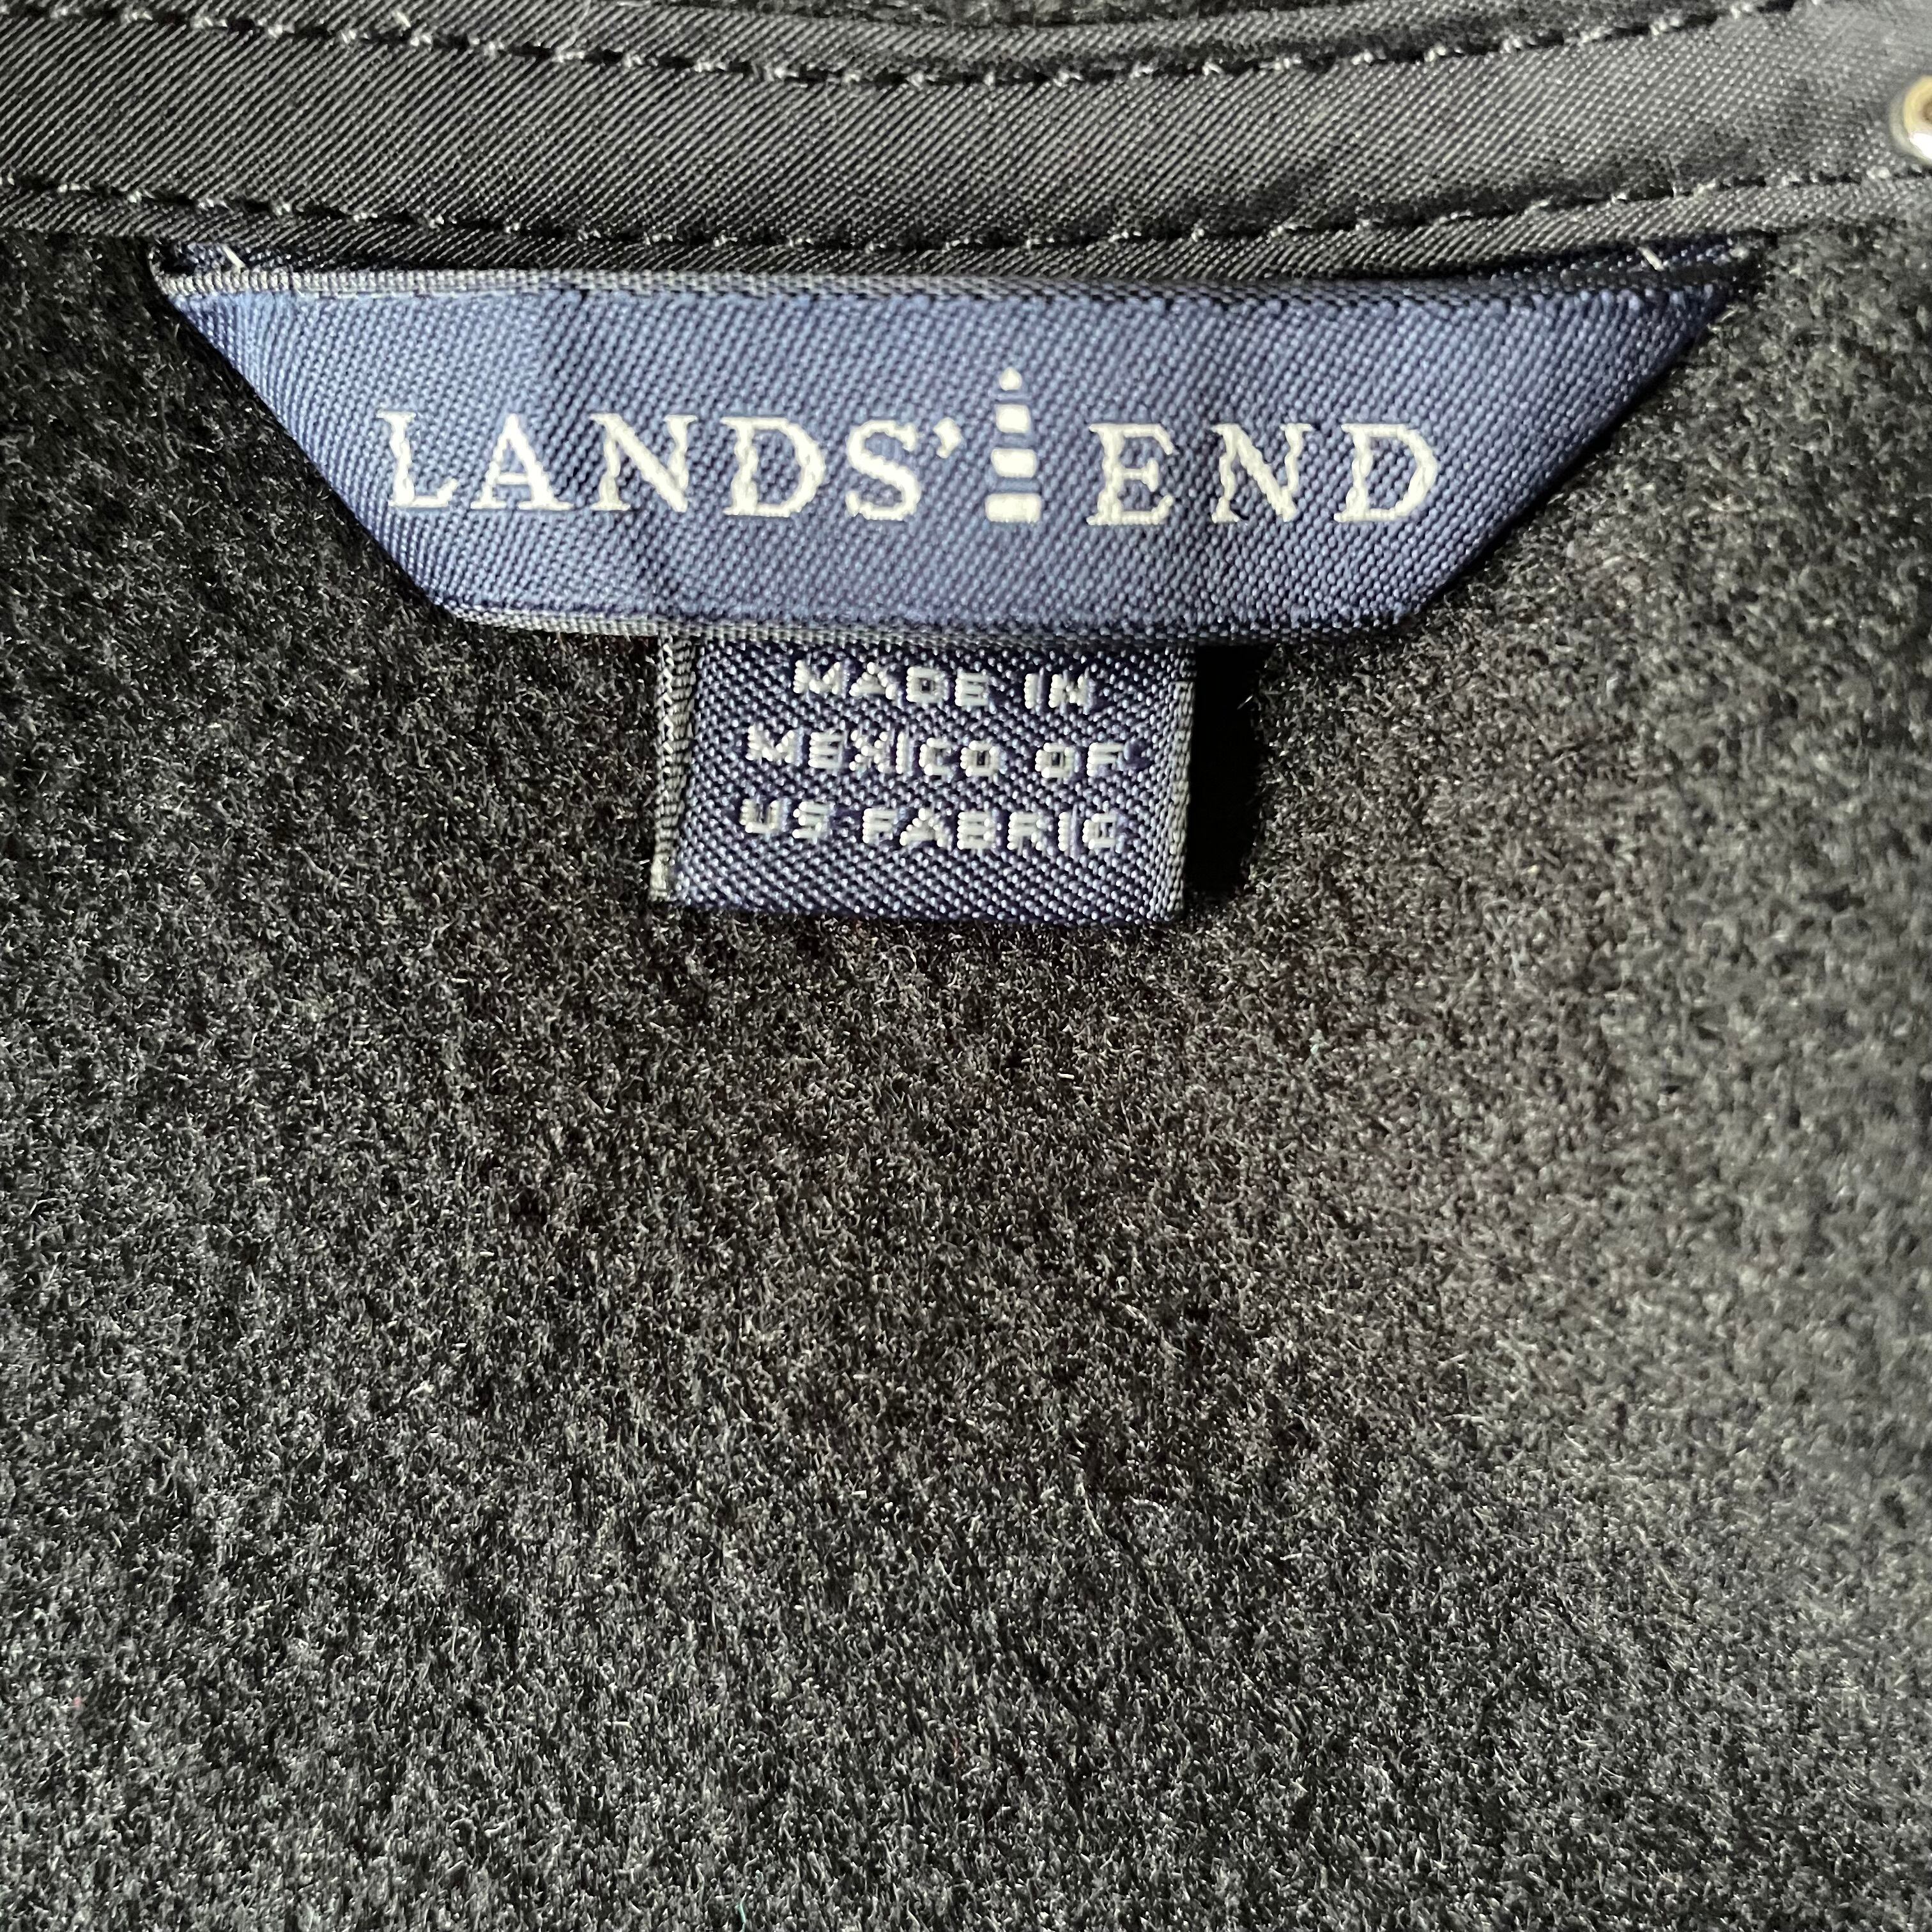 LANDS' END
MADE IN
MEXICO OF
US FABRIC